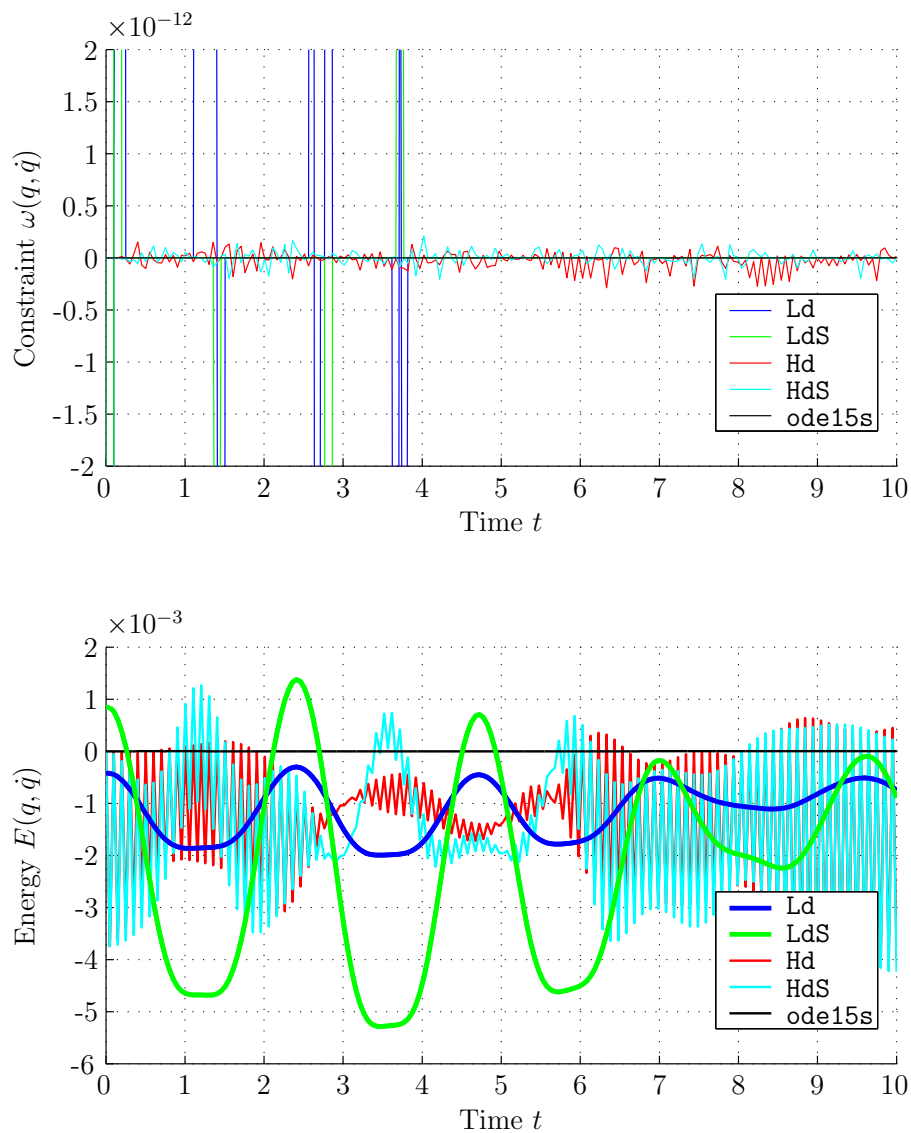 ×10⁻¹²
2
1.5
1
0.5
0
-0.5
-1
-1.5
-2
Constraint ω(q, q̇)
Ld
LdS
Hd
HdS
ode15s
0 1 2 3 4 5 6 7 8 9 10
Time t
×10⁻³
2
1
0
-1
-2
-3
-4
-5
-6
Energy E(q, q̇)
Ld
LdS
Hd
HdS
ode15s
0 1 2 3 4 5 6 7 8 9 10
Time t